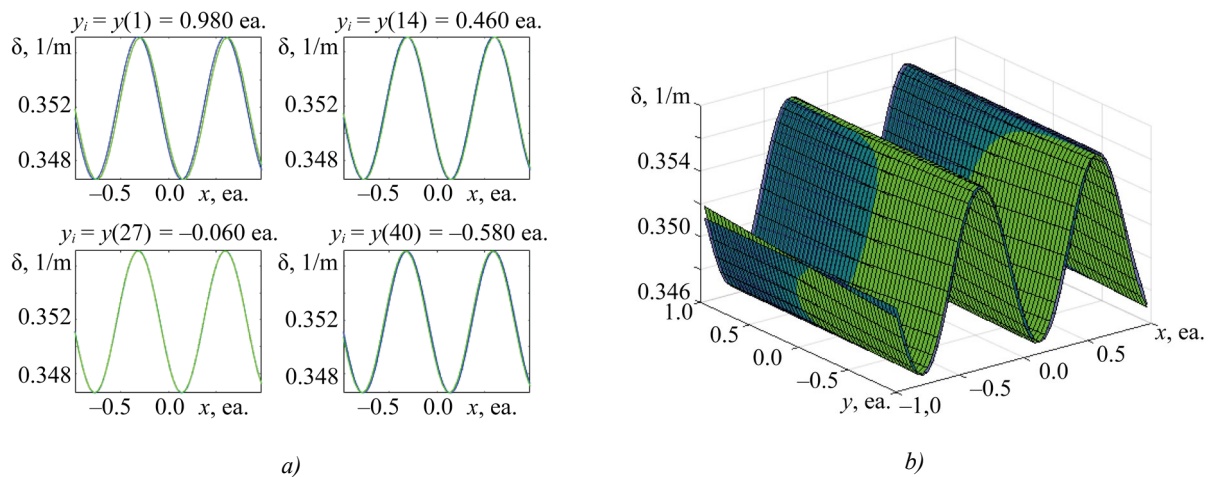 yi = y(1) = 0.980 ea.
δ, 1/m
0.352
0.348
–0.5 0.0 x, ea.
yi = y(14) = 0.460 ea.
δ, 1/m
0.352
0.348
–0.5 0.0 x, ea.
yi = y(27) = –0.060 ea.
δ, 1/m
0.352
0.348
–0.5 0.0 x, ea.
yi = y(40) = –0.580 ea.
δ, 1/m
0.352
0.348
–0.5 0.0 x, ea.
a)
δ, 1/m
0.354
0.350
0.346
1.0
0.5
0.0
–0.5
y, ea.
–1,0
–0.5
0.0
0.5
x, ea.
b)